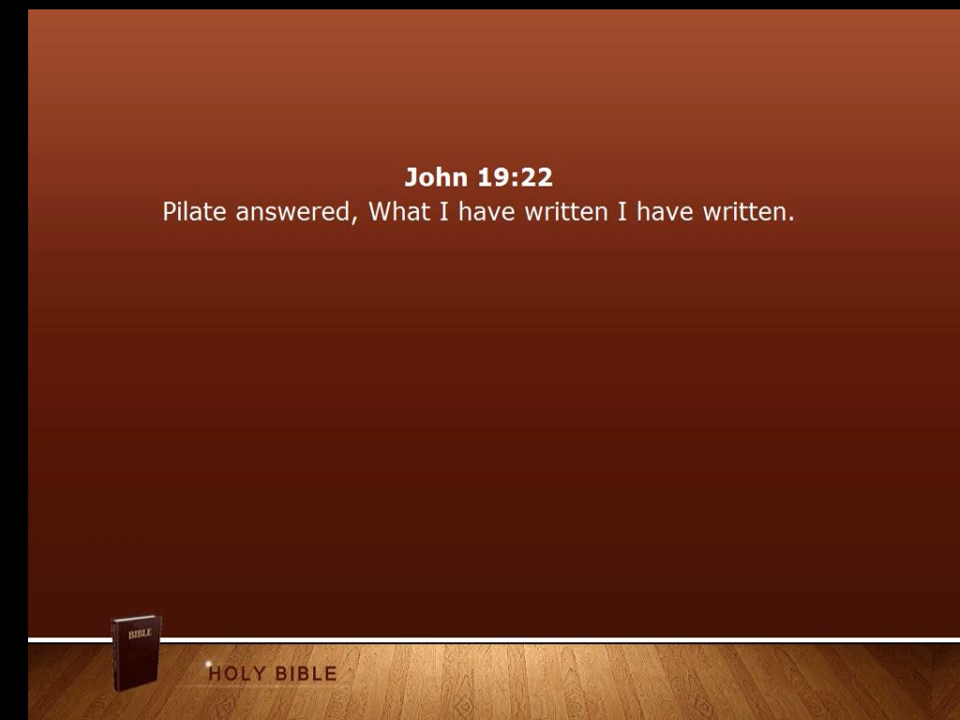 John 19:22
Pilate answered, What I have written I have written.
BIBLE
HOLY BIBLE